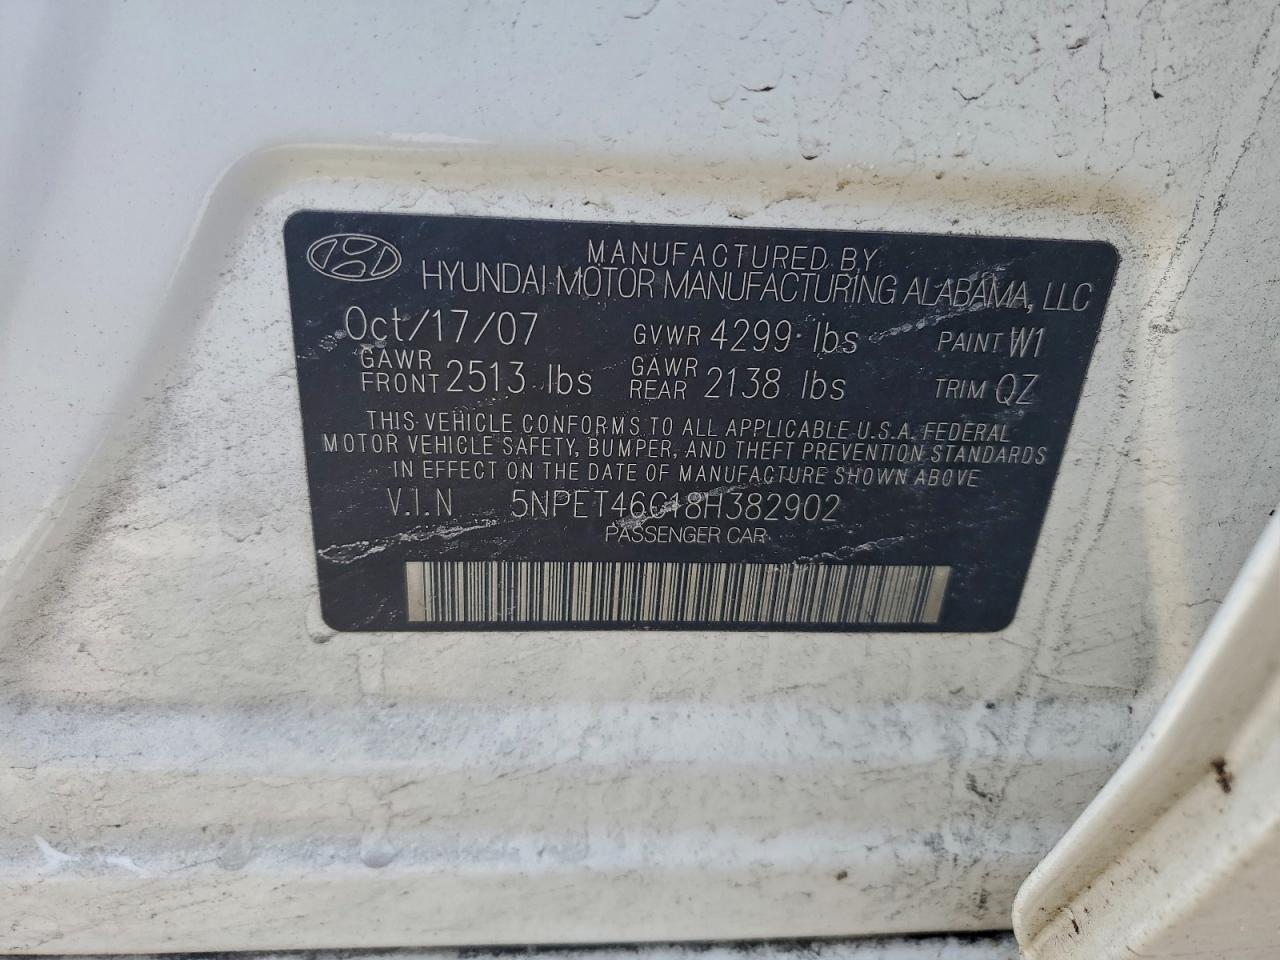 MANUFACTURED BY
HYUNDAI MOTOR MANUFACTURING ALABAMA, LLC
Oct/17/07 GVWR 4299 lbs PAINT W1
GAWR FRONT 2513 lbs GAWR REAR 2138 lbs TRIM QZ
THIS VEHICLE CONFORMS TO ALL APPLICABLE U.S.A. FEDERAL
MOTOR VEHICLE SAFETY, BUMPER, AND THEFT PREVENTION STANDARDS
IN EFFECT ON THE DATE OF MANUFACTURE SHOWN ABOVE
V.I.N 5NPET46C18H382902
PASSENGER CAR